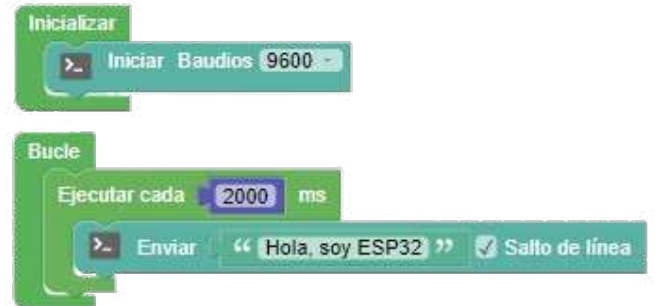 Inicializar
>_ Iniciar Baudios 9600
Bucle
Ejecutar cada 2000 ms
>_ Enviar “ Hola, soy ESP32 ” Salto de línea